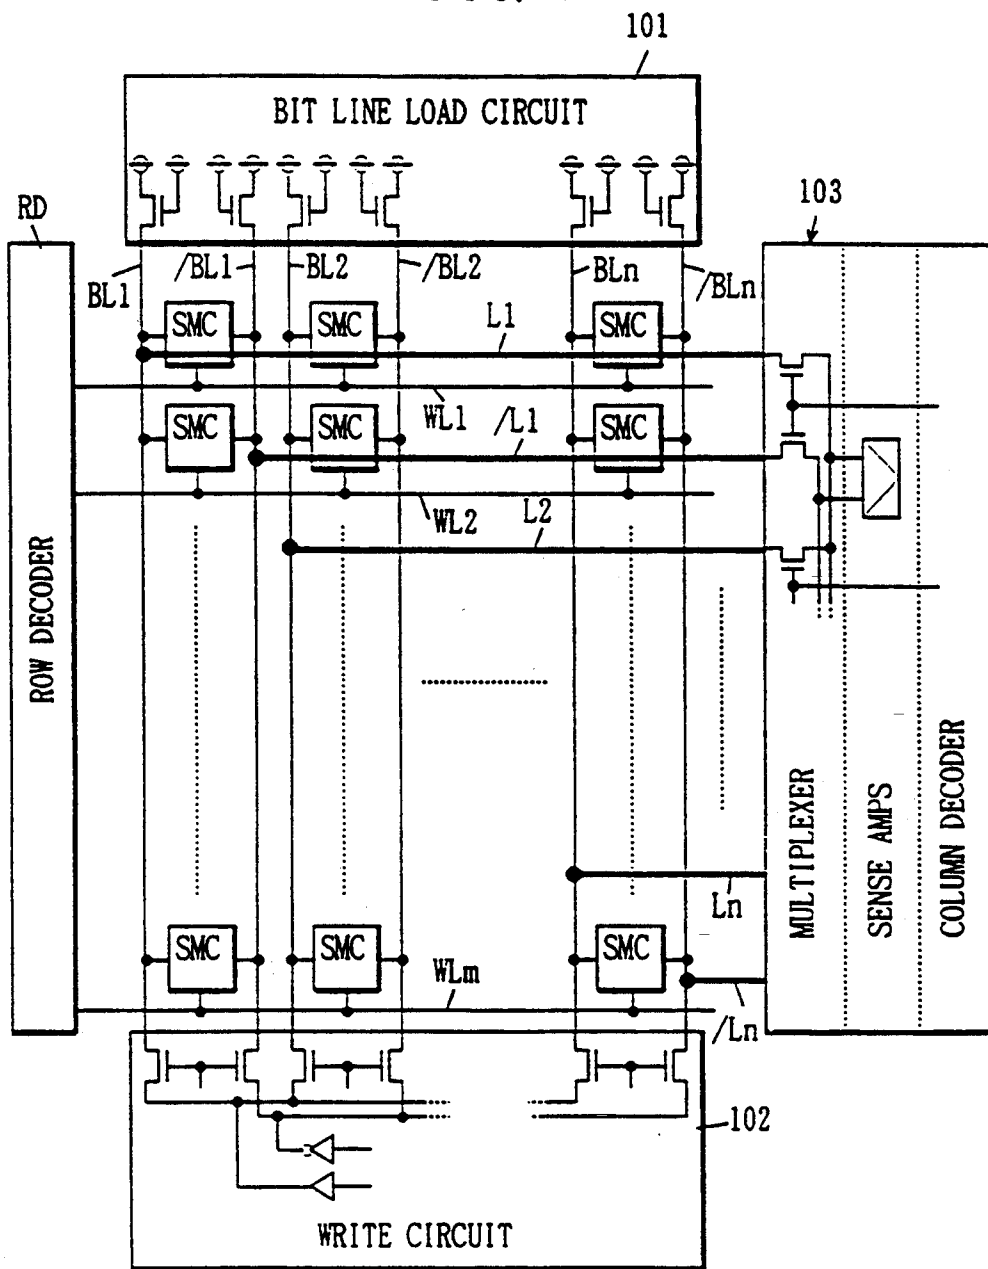 101
BIT LINE LOAD CIRCUIT
RD
103
BL1
/BL1
BL2
/BL2
BLn
/BLn
SMC
SMC
SMC
L1
WL1
SMC
SMC
SMC
/L1
WL2
L2
ROW DECODER
MULTIPLEXER
SENSE AMPS
COLUMN DECODER
Ln
SMC
SMC
SMC
WLm
/Ln
102
WRITE CIRCUIT